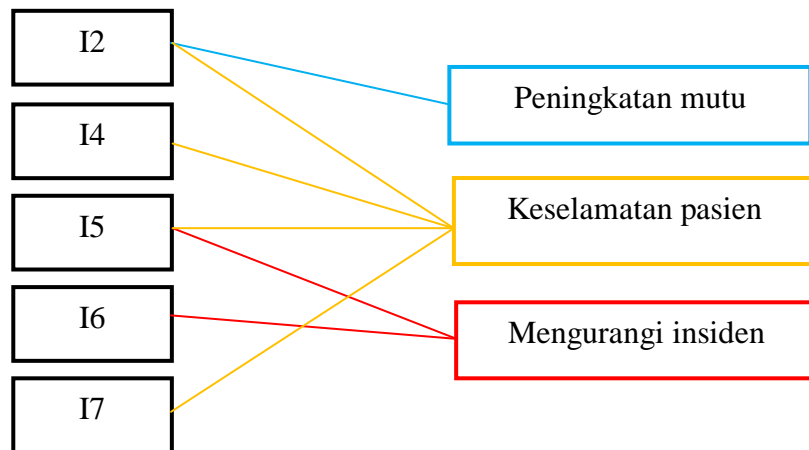 I2
I4
I5
I6
I7
Peningkatan mutu
Keselamatan pasien
Mengurangi insiden